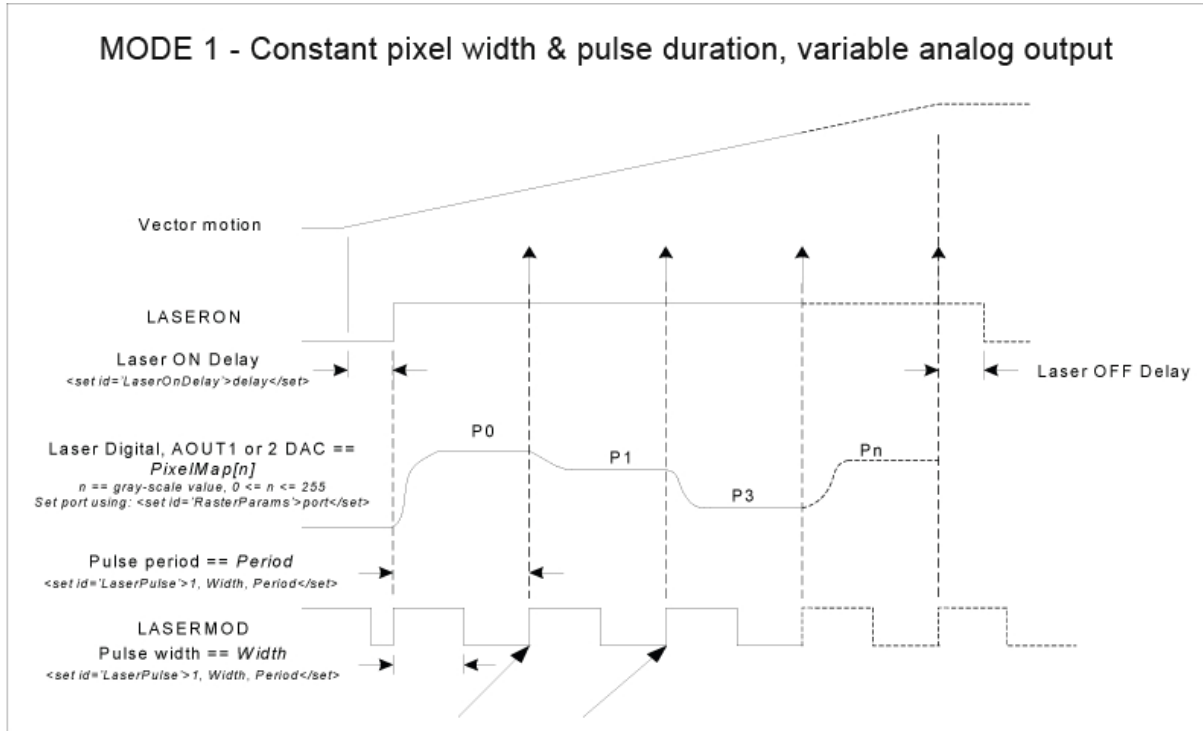 MODE 1 - Constant pixel width & pulse duration, variable analog output
Vector motion
LASERON
Laser ON Delay
<set id='LaserOnDelay'>delay</set>
Laser OFF Delay
Laser Digital, AOUT1 or 2 DAC ==
PixelMap[n]
n == gray-scale value, 0 <= n <= 255
Set port using: <set id='RasterParams'>port</set>
P0
P1
P3
Pn
Pulse period == Period
<set id='LaserPulse'>1, Width, Period</set>
LASERMOD
Pulse width == Width
<set id='LaserPulse'>1, Width, Period</set>